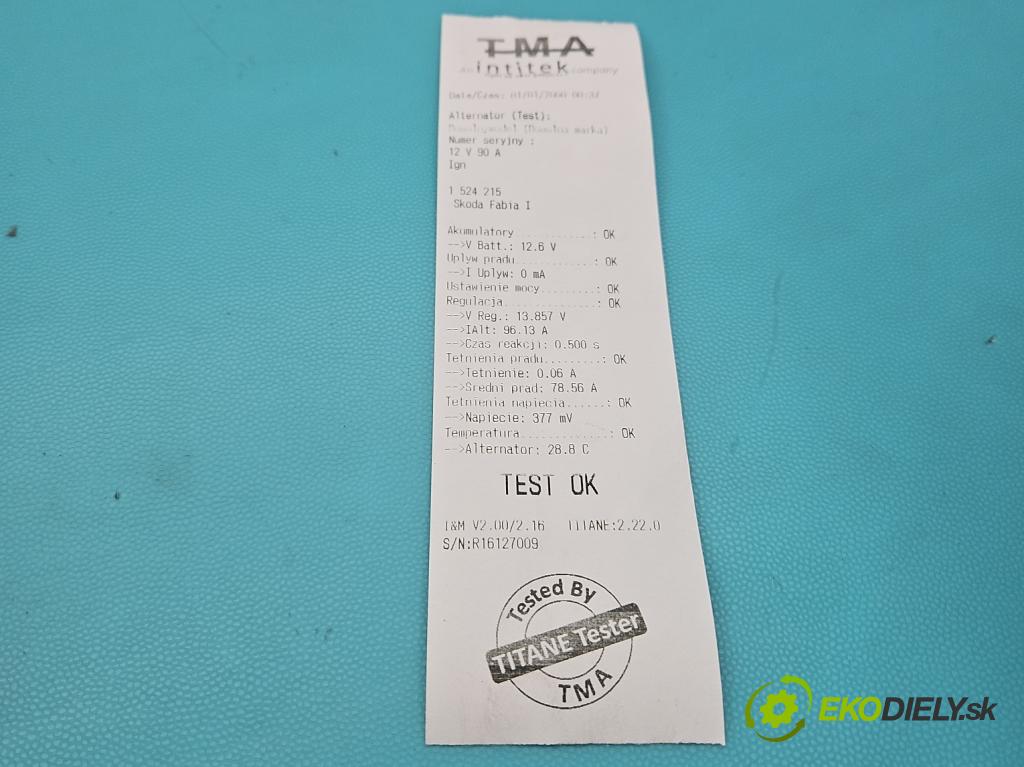 TMA
an intitek company
Date/Czas: 01/01/2000 00:32
Alternator (Test):
(Domslna marka)
Numer seryjny :
12 V 90 A
Ign
1 524 215
Skoda Fabia I
Akumulatory...........: OK
-->V Batt.: 12.6 V
Uplyw pradu...........: OK
-->I Uplyw: 0 mA
Ustawienie mocy........: OK
Regulacja.............: OK
-->V Reg.: 13.857 V
-->IAlt: 96.13 A
-->Czas reakcji: 0.500 s
Tetnienia pradu........: OK
-->Tetnienie: 0.06 A
-->Sredni prad: 78.56 A
Tetnienia napiecia......: OK
-->Napiecie: 377 mV
Temperatura............: OK
-->Alternator: 28.8 C
TEST OK
I&M V2.00/2.16 TITANE:2.22.0
S/N:R16127009
Tested By
TITANE Tester
TMA
EKODIELY.sk